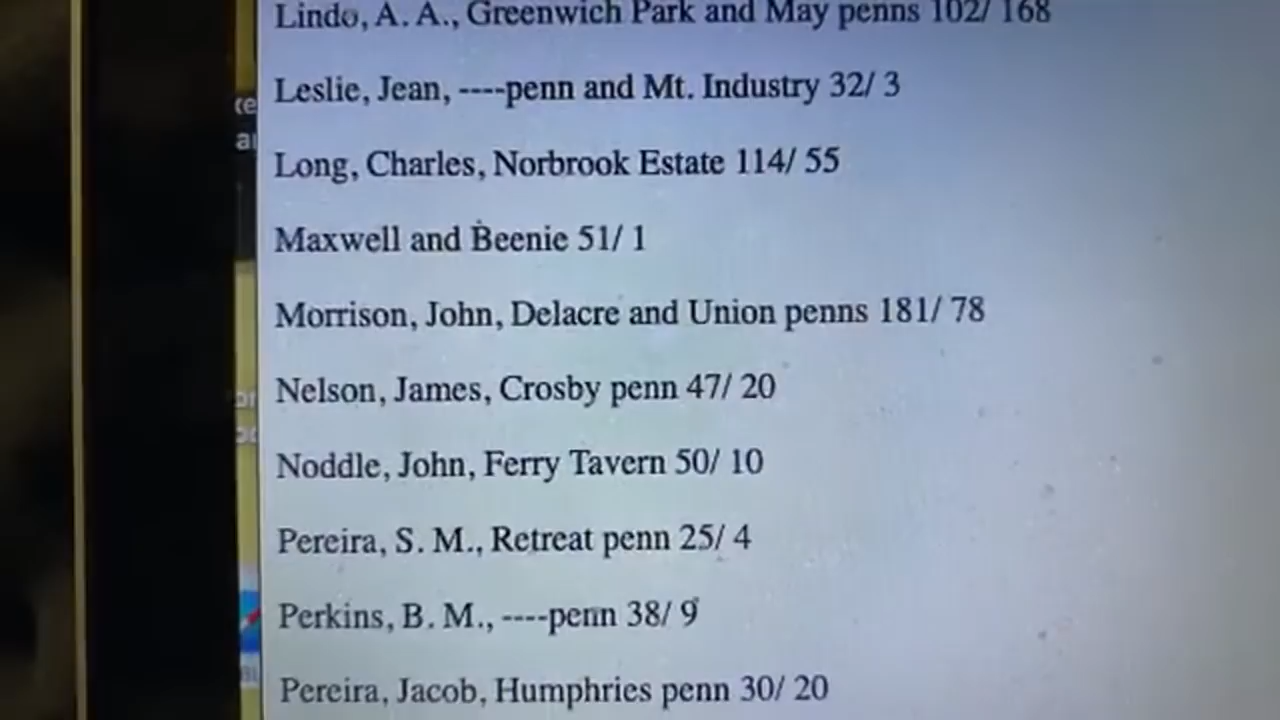 Lindo, A. A., Greenwich Park and May penns 102/ 168
Leslie, Jean, ----penn and Mt. Industry 32/ 3
Long, Charles, Norbrook Estate 114/ 55
Maxwell and Beenie 51/ 1
Morrison, John, Delacre and Union penns 181/ 78
Nelson, James, Crosby penn 47/ 20
Noddle, John, Ferry Tavern 50/ 10
Pereira, S. M., Retreat penn 25/ 4
Perkins, B. M., ----penn 38/ 9
Pereira, Jacob, Humphries penn 30/ 20